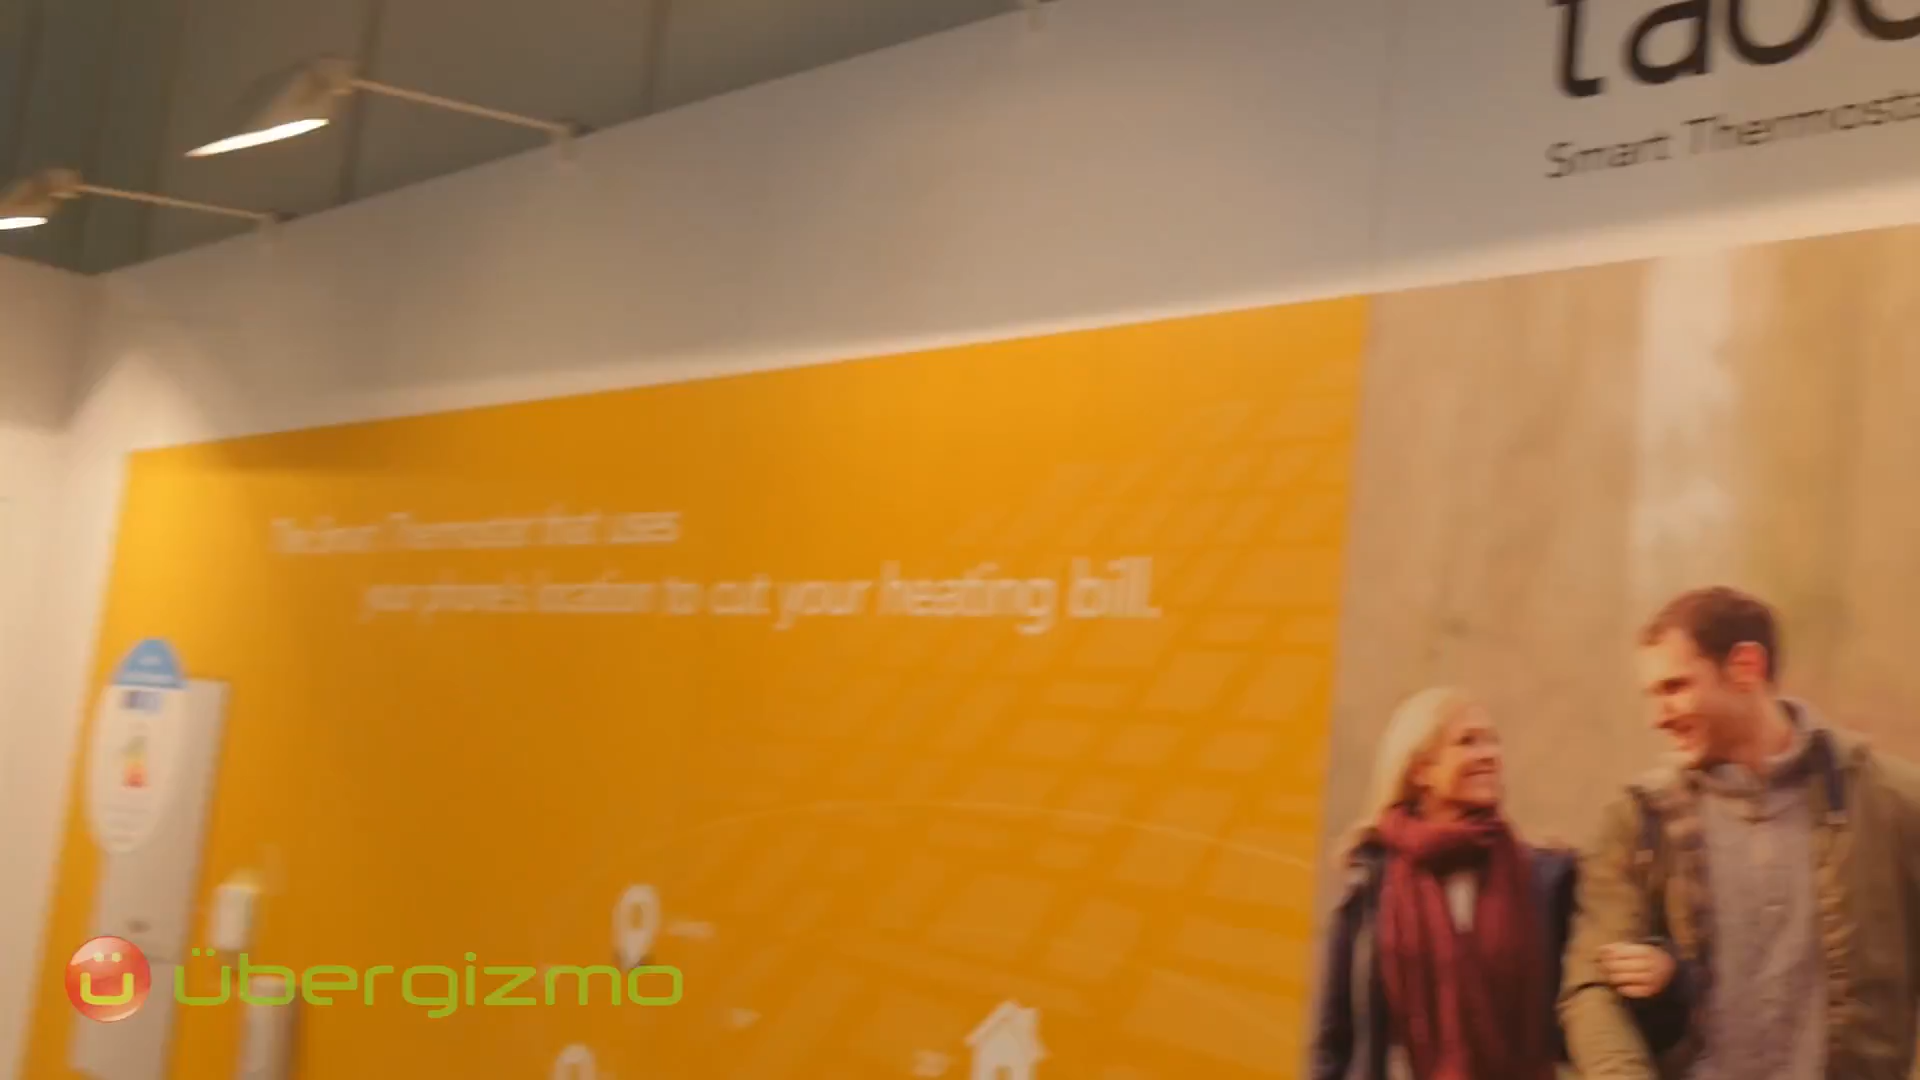 tado
Smart Thermosta
The Smart Thermostat that uses
your phone's location to cut your heating bill.
übergizmo